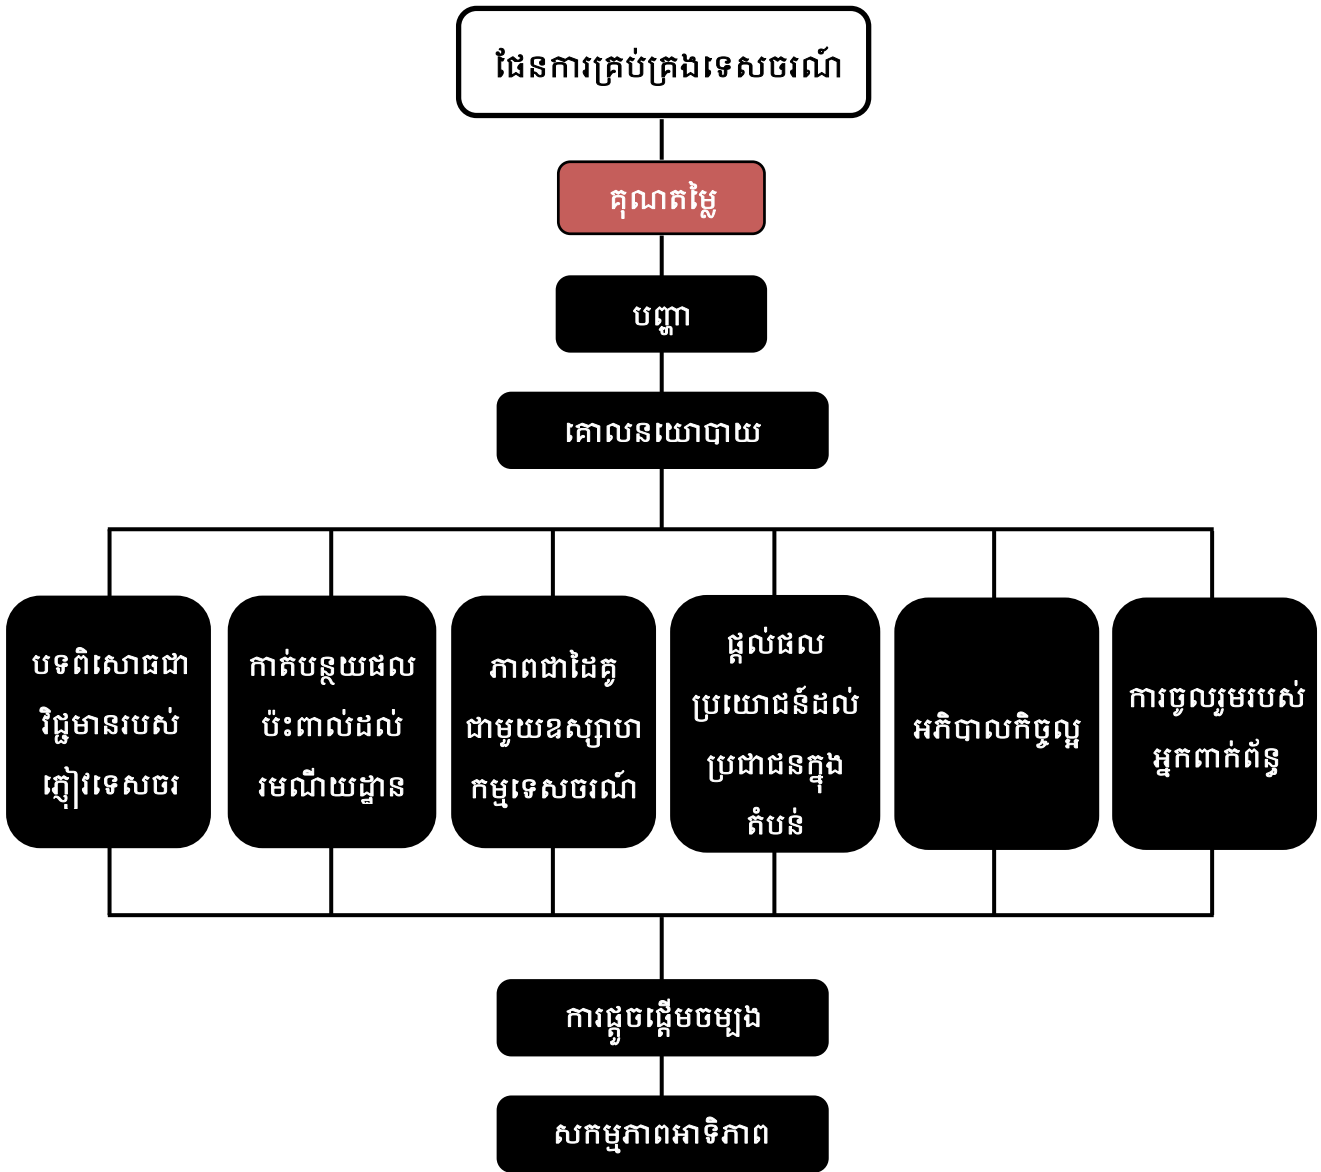 ផែនការគ្រប់គ្រងទេសចរណ៍
គុណតម្លៃ
បញ្ហា
គោលនយោបាយ
បទពិសោធជា
វិជ្ជមានរបស់
ភ្ញៀវទេសចរ
កាត់បន្ថយផល
ប៉ះពាល់ដល់
រមណីយដ្ឋាន
ភាពជាដៃគូ
ជាមួយឧស្សាហ
កម្មទេសចរណ៍
ផ្តល់ផល
ប្រយោជន៍ដល់
ប្រជាជនក្នុង
តំបន់
អភិបាលកិច្ចល្អ
ការចូលរួមរបស់
អ្នកពាក់ព័ន្ធ
ការផ្តួចផ្តើមចម្បង
សកម្មភាពអាទិភាព